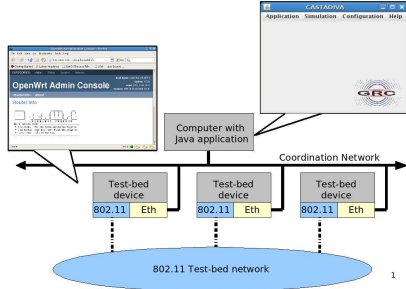 CASTADIVA
Application Simulation Configuration Help
GRC
OpenWrt Admin Console
Router Info
Computer with
Java application
Coordination Network
Test-bed
device
802.11 Eth
Test-bed
device
802.11 Eth
Test-bed
device
802.11 Eth
802.11 Test-bed network
1